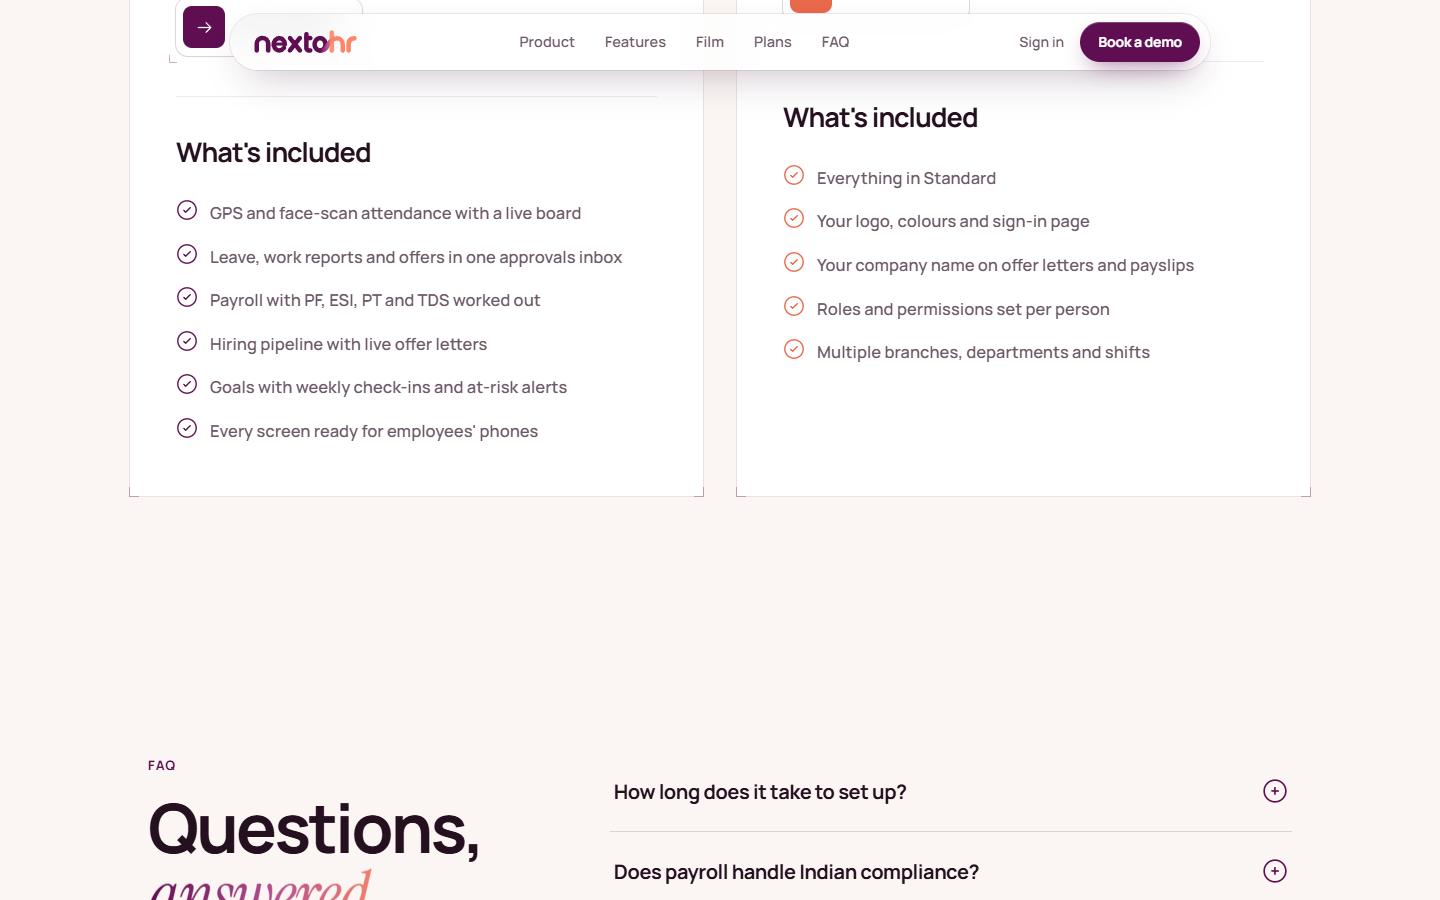 nextohr
Product
Features
Film
Plans
FAQ
Sign in
Book a demo
What's included
GPS and face-scan attendance with a live board
Leave, work reports and offers in one approvals inbox
Payroll with PF, ESI, PT and TDS worked out
Hiring pipeline with live offer letters
Goals with weekly check-ins and at-risk alerts
Every screen ready for employees' phones
What's included
Everything in Standard
Your logo, colours and sign-in page
Your company name on offer letters and payslips
Roles and permissions set per person
Multiple branches, departments and shifts
FAQ
Questions,
answered
How long does it take to set up?
Does payroll handle Indian compliance?